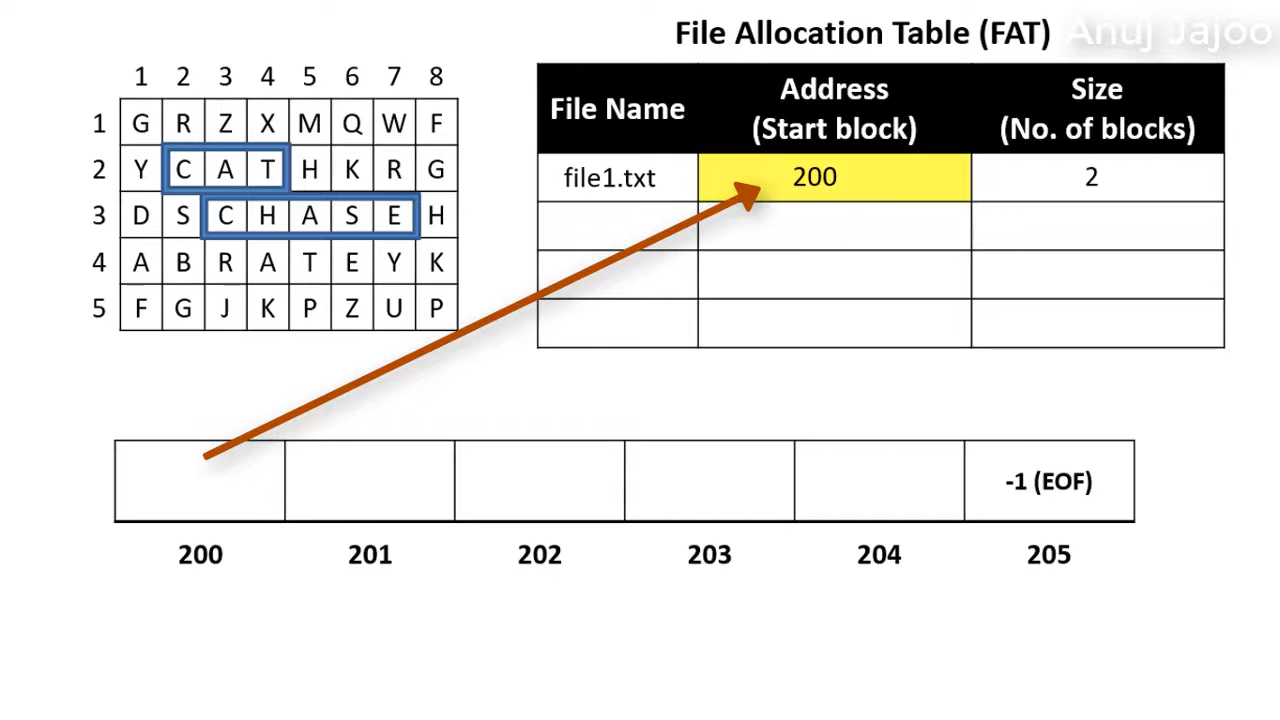 File Allocation Table (FAT)
Anuj Jajoo
1 2 3 4 5 6 7 8
1 G R Z X M Q W F
2 Y C A T H K R G
3 D S C H A S E H
4 A B R A T E Y K
5 F G J K P Z U P
File Name Address (Start block) Size (No. of blocks)
file1.txt 200 2
-1 (EOF)
200 201 202 203 204 205